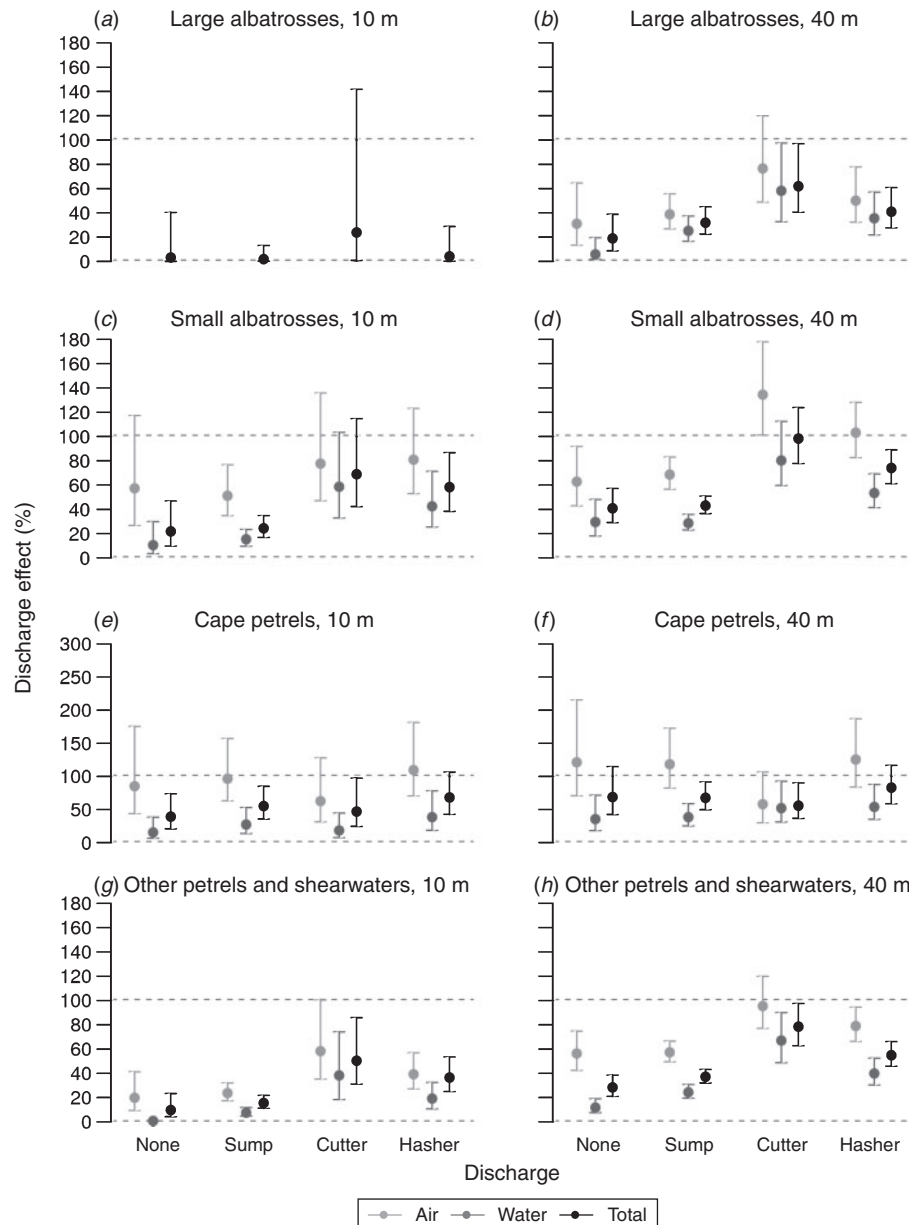 (a) Large albatrosses, 10 m
(b) Large albatrosses, 40 m
180
160
140
120
100
80
60
40
20
0
(c) Small albatrosses, 10 m
(d) Small albatrosses, 40 m
180
160
140
120
100
80
60
40
20
0
Discharge effect (%)
(e) Cape petrels, 10 m
(f) Cape petrels, 40 m
300
250
200
150
100
50
0
(g) Other petrels and shearwaters, 10 m
(h) Other petrels and shearwaters, 40 m
180
160
140
120
100
80
60
40
20
0
None Sump Cutter Hasher
None Sump Cutter Hasher
Discharge
Air Water Total